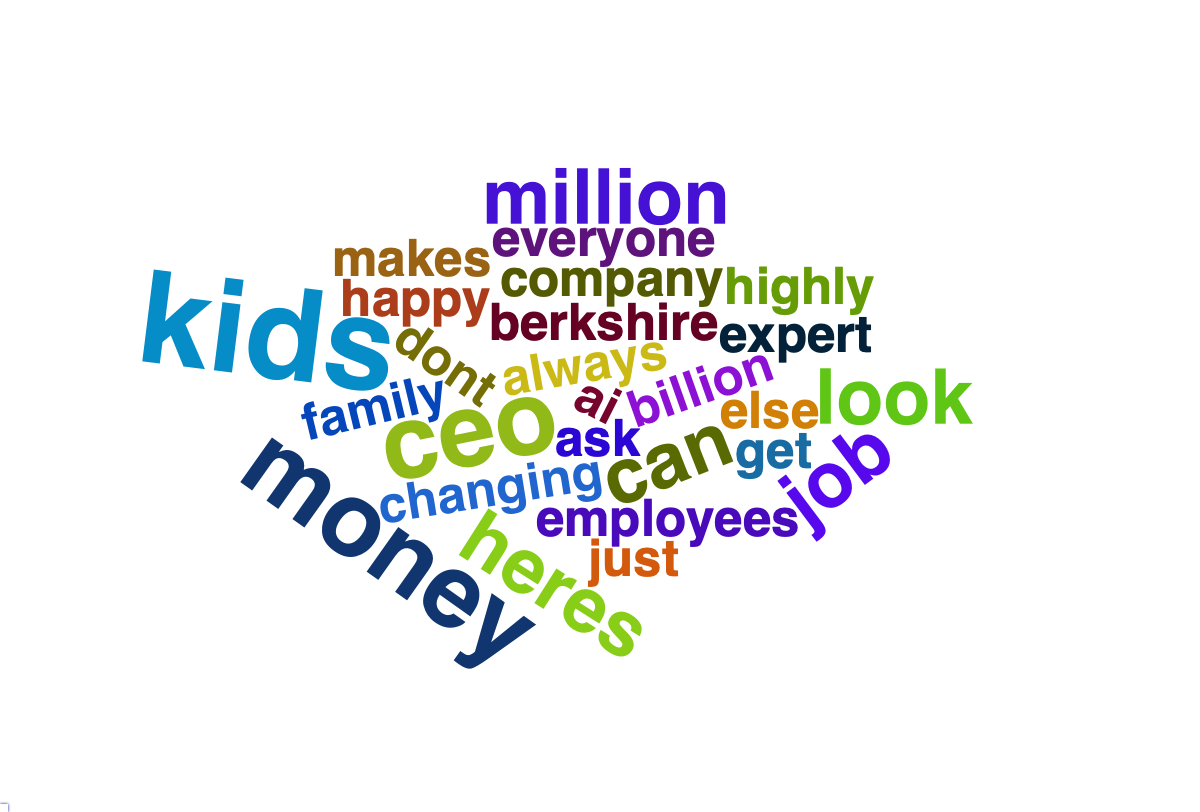 million
everyone
makes
company
highly
happy
kids
berkshire
expert
dont
always
billion
family
ai
else
look
ceo
ask
can
get
job
changing
money
employees
heres
just